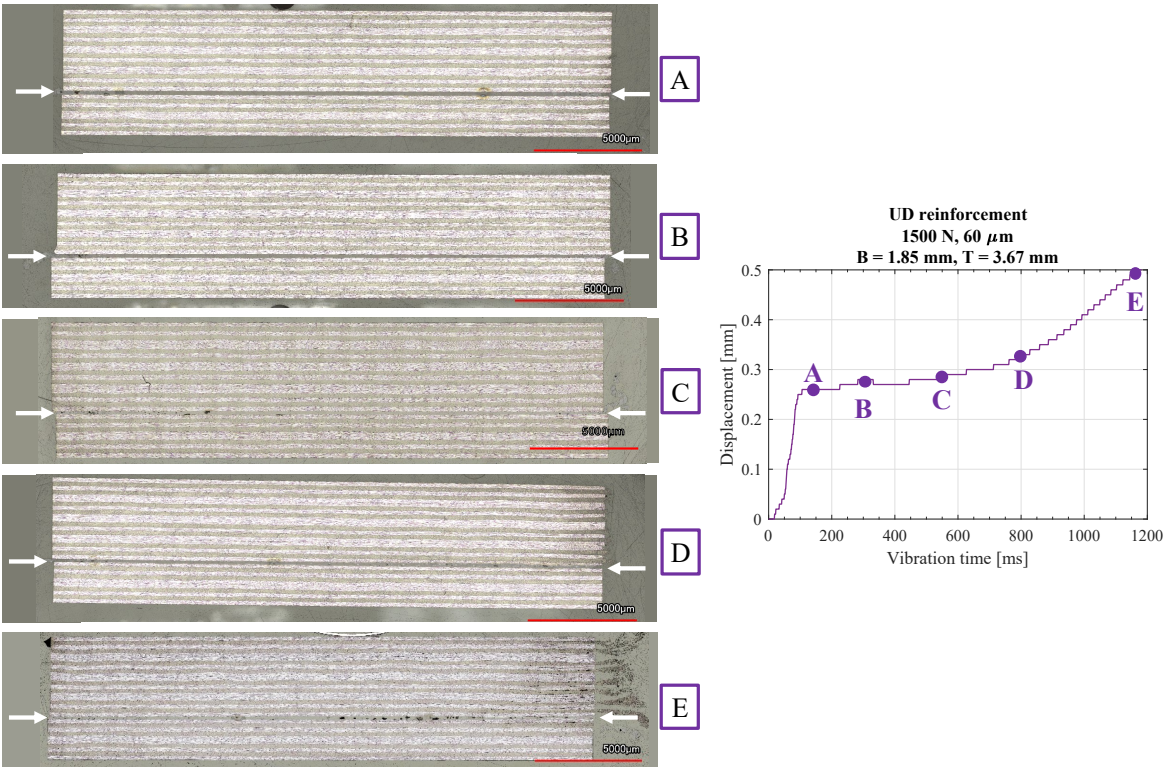 A
5000μm
B
5000μm
C
5000μm
D
5000μm
E
5000μm
UD reinforcement
1500 N, 60 μm
B = 1.85 mm, T = 3.67 mm
Displacement [mm]
0.5
0.4
0.3
0.2
0.1
0
A
B
C
D
E
0 200 400 600 800 1000 1200
Vibration time [ms]